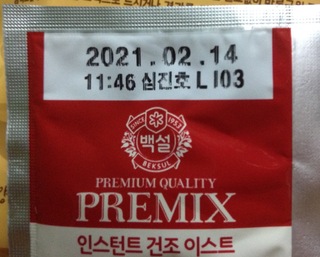 2021.02.14
11:46 심진호 L I03
SINCE 1953
백설
BEKSUL
PREMIUM QUALITY
PREMIX
인스턴트 건조 이스트